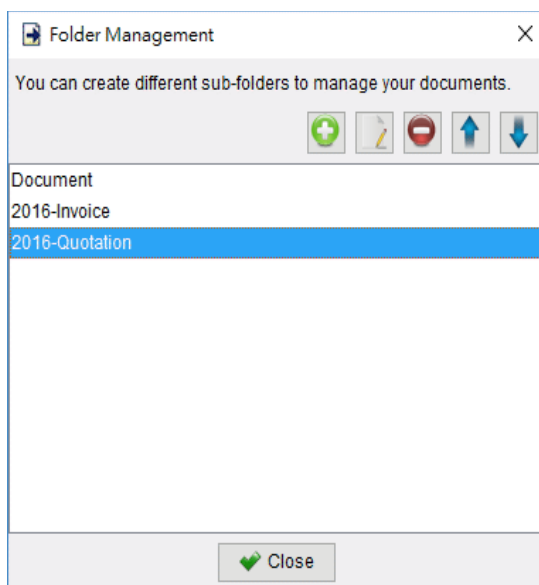 Folder Management
You can create different sub-folders to manage your documents.
Document
2016-Invoice
2016-Quotation
Close